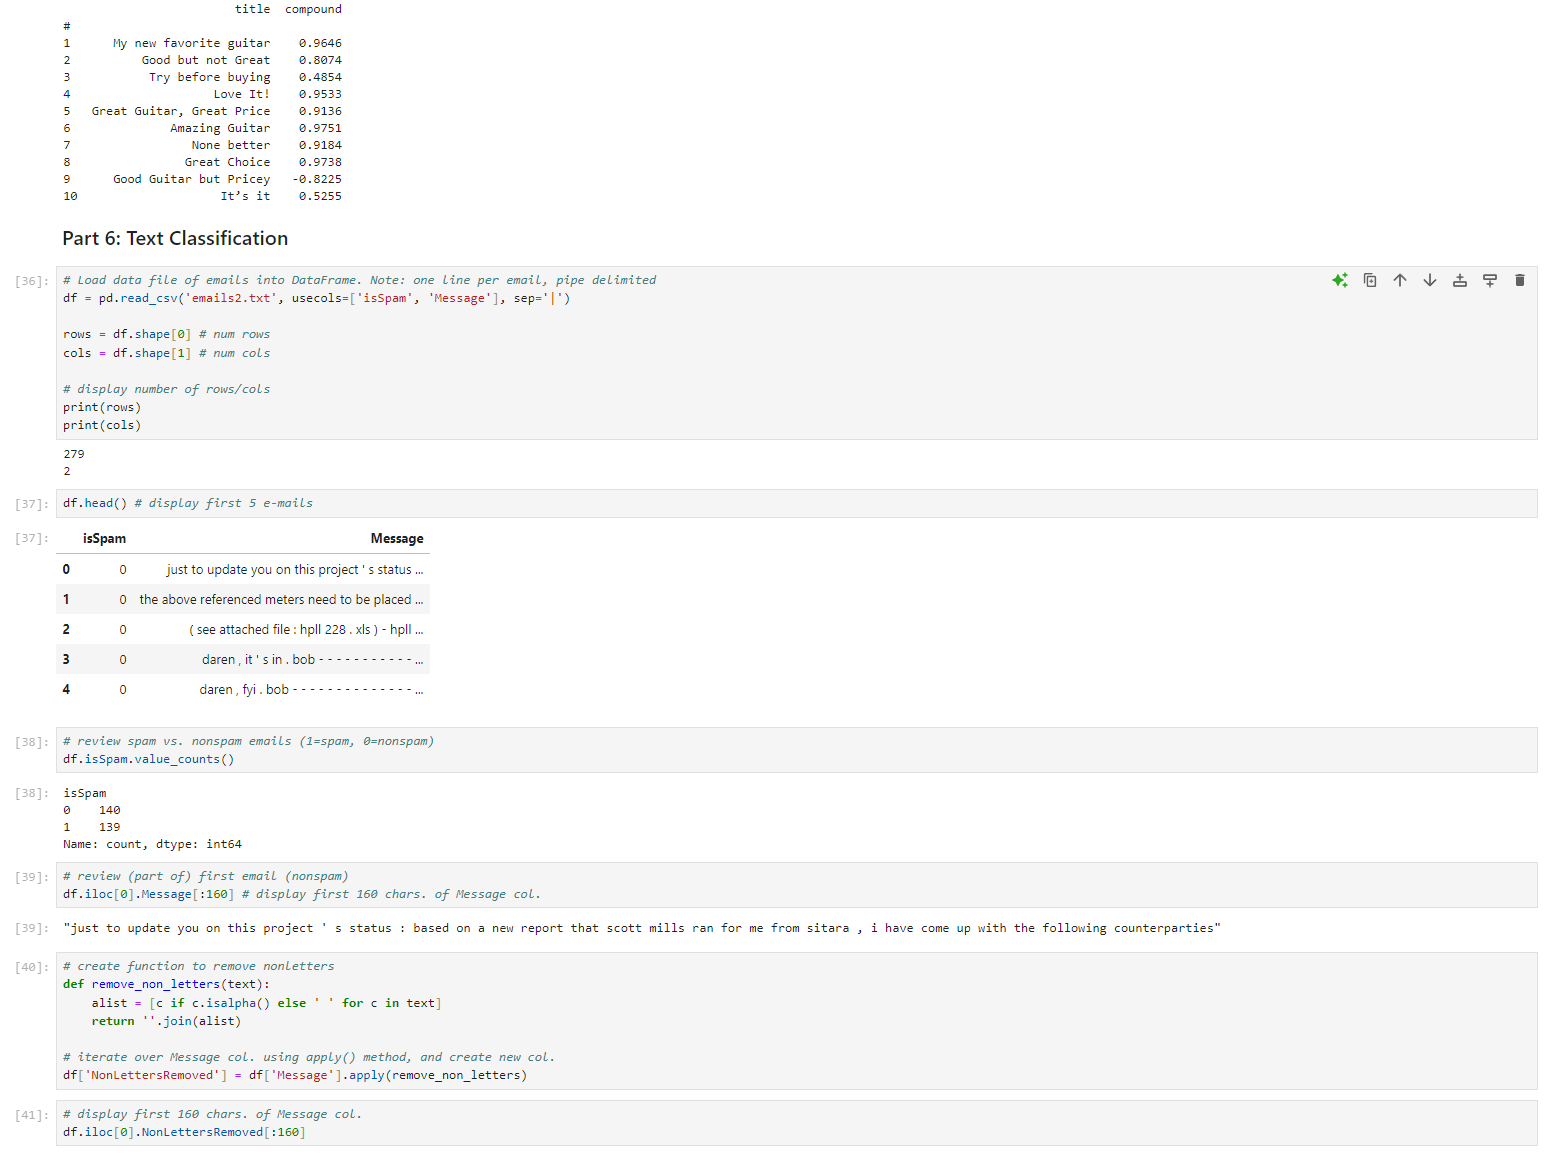 title compound
#
1 My new favorite guitar 0.9646
2 Good but not Great 0.8074
3 Try before buying 0.4854
4 Love It! 0.9533
5 Great Guitar, Great Price 0.9136
6 Amazing Guitar 0.9751
7 None better 0.9184
8 Great Choice 0.9738
9 Good Guitar but Pricey -0.8225
10 It’s it 0.5255
Part 6: Text Classification
[36]: # Load data file of emails into DataFrame. Note: one line per email, pipe delimited
df = pd.read_csv('emails2.txt', usecols=['isSpam', 'Message'], sep='|')
rows = df.shape[0] # num rows
cols = df.shape[1] # num cols
# display number of rows/cols
print(rows)
print(cols)
279
2
[37]: df.head() # display first 5 e-mails
[37]: isSpam Message
0 0 just to update you on this project ' s status ...
1 0 the above referenced meters need to be placed ...
2 0 ( see attached file : hpll 228 . xls ) - hpll ...
3 0 daren , it ' s in . bob - - - - - - - - - - - ...
4 0 daren , fyi . bob - - - - - - - - - - - - - - ...
[38]: # review spam vs. nonspam emails (1=spam, 0=nonspam)
df.isSpam.value_counts()
[38]: isSpam
0 140
1 139
Name: count, dtype: int64
[39]: # review (part of) first email (nonspam)
df.iloc[0].Message[:160] # display first 160 chars. of Message col.
[39]: "just to update you on this project ' s status : based on a new report that scott mills ran for me from sitara , i have come up with the following counterparties"
[40]: # create function to remove nonletters
def remove_non_letters(text):
    alist = [c if c.isalpha() else ' ' for c in text]
    return ''.join(alist)
# iterate over Message col. using apply() method, and create new col.
df['NonLettersRemoved'] = df['Message'].apply(remove_non_letters)
[41]: # display first 160 chars. of Message col.
df.iloc[0].NonLettersRemoved[:160]